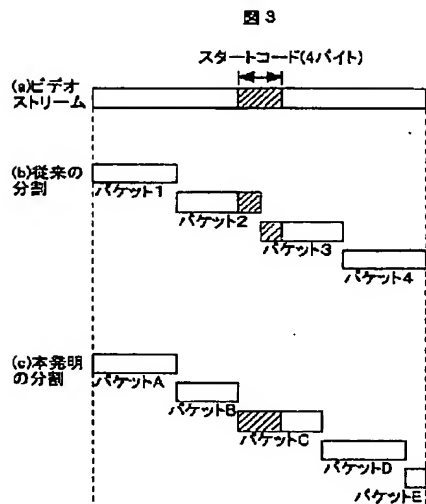 図3
スタートコード(4バイト)
(a)ビデオ
ストリーム
(b)従来の
分割
パケット1
パケット2
パケット3
パケット4
(c)本発明
の分割
パケットA
パケットB
パケットC
パケットD
パケットE